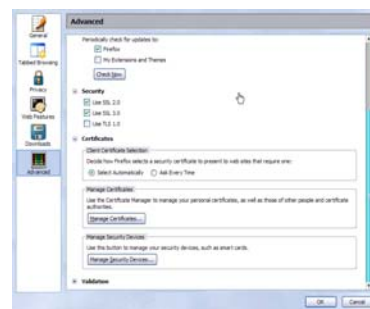 Advanced
General
Tabbed Browsing
Privacy
Web Features
Downloads
Advanced
Periodically check for updates to:
Firefox
My Extensions and Themes
Check Now
Security
Use SSL 2.0
Use SSL 3.0
Use TLS 1.0
Certificates
Client Certificate Selection
Decide how Firefox selects a security certificate to present to web sites that require one:
Select Automatically Ask Every Time
Manage Certificates
Use the Certificate Manager to manage your personal certificates, as well as those of other people and certificate
authorities.
Manage Certificates...
Manage Security Devices
Use this button to manage your security devices, such as smart cards.
Manage Security Devices...
Validation
OK Cancel